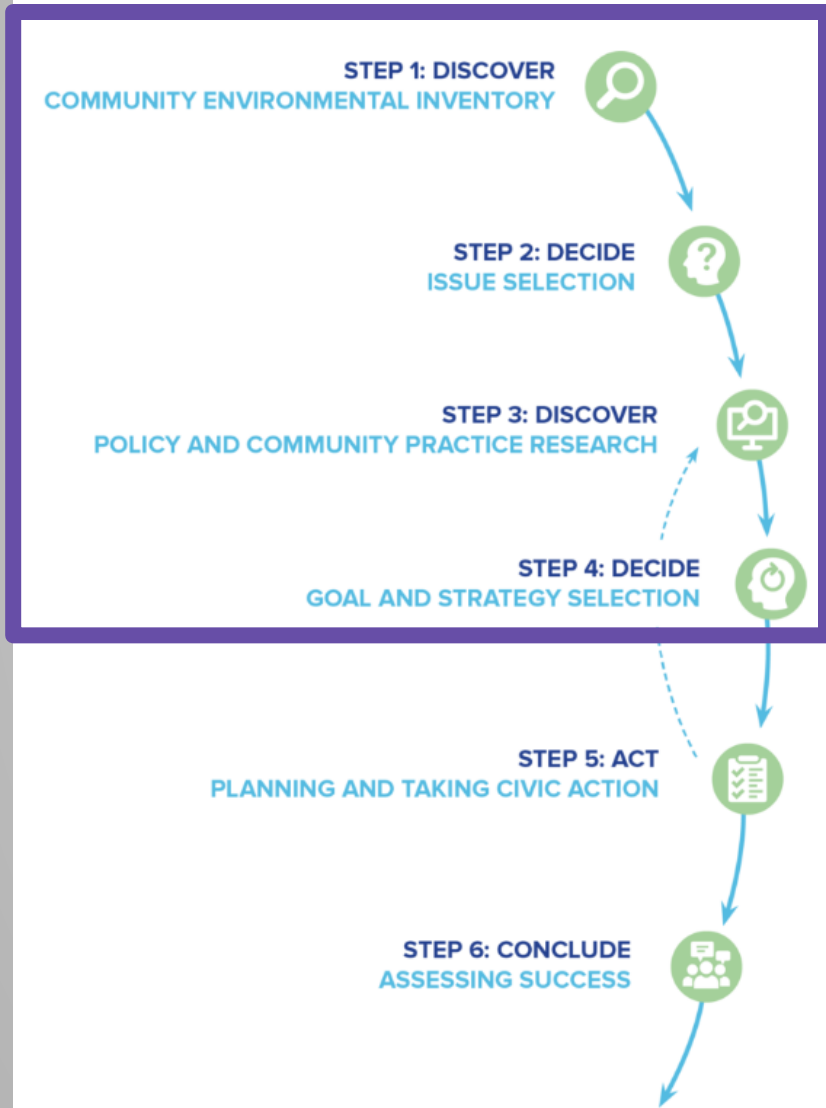 STEP 1: DISCOVER
COMMUNITY ENVIRONMENTAL INVENTORY
STEP 2: DECIDE
ISSUE SELECTION
STEP 3: DISCOVER
POLICY AND COMMUNITY PRACTICE RESEARCH
STEP 4: DECIDE
GOAL AND STRATEGY SELECTION
STEP 5: ACT
PLANNING AND TAKING CIVIC ACTION
STEP 6: CONCLUDE
ASSESSING SUCCESS